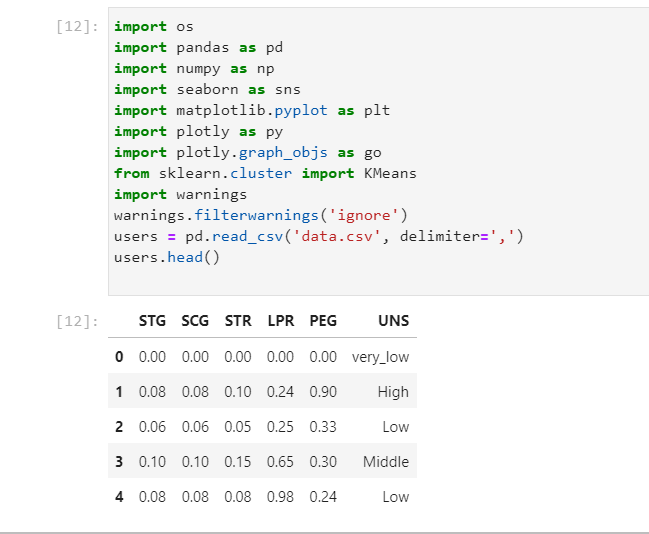 [12]: import os
import pandas as pd
import numpy as np
import seaborn as sns
import matplotlib.pyplot as plt
import plotly as py
import plotly.graph_objs as go
from sklearn.cluster import KMeans
import warnings
warnings.filterwarnings('ignore')
users = pd.read_csv('data.csv', delimiter=',')
users.head()
[12]: STG SCG STR LPR PEG UNS
0 0.00 0.00 0.00 0.00 0.00 very_low
1 0.08 0.08 0.10 0.24 0.90 High
2 0.06 0.06 0.05 0.25 0.33 Low
3 0.10 0.10 0.15 0.65 0.30 Middle
4 0.08 0.08 0.08 0.98 0.24 Low